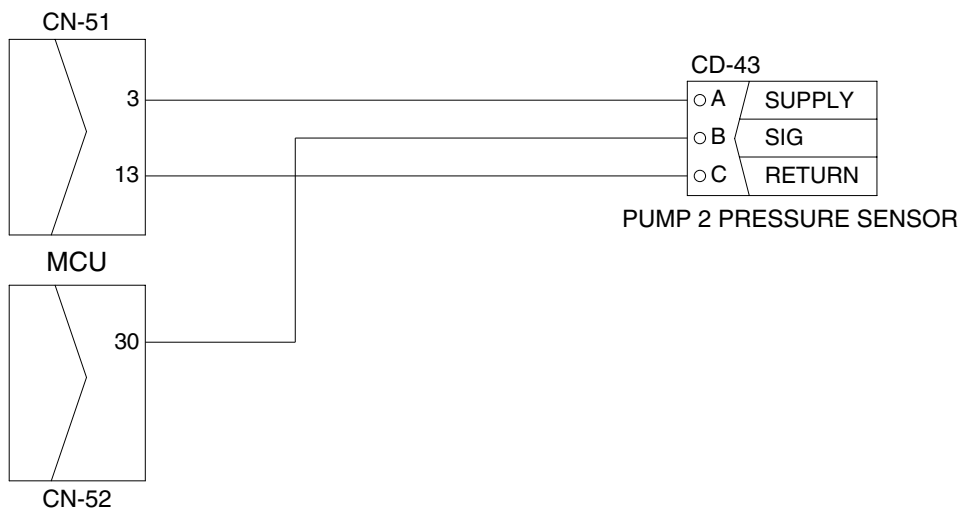 CN-51
3
13
MCU
30
CN-52
CD-43
A SUPPLY
B SIG
C RETURN
PUMP 2 PRESSURE SENSOR